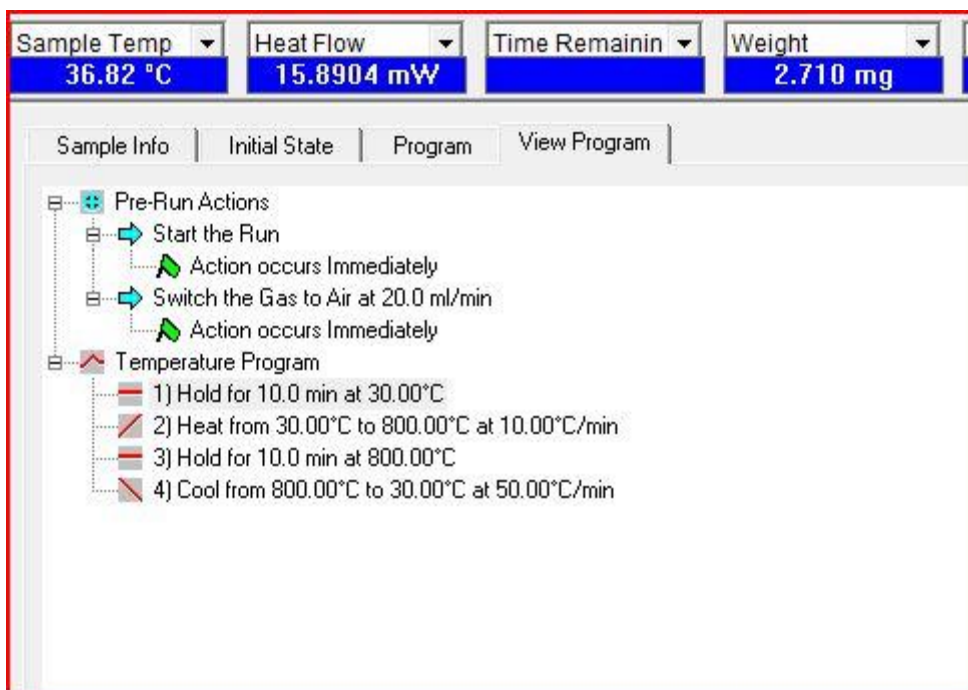 Sample Temp Heat Flow Time Remainin Weight
36.82 °C 15.8904 mW 2.710 mg
Sample Info Initial State Program View Program
Pre-Run Actions
Start the Run
Action occurs Immediately
Switch the Gas to Air at 20.0 ml/min
Action occurs Immediately
Temperature Program
1) Hold for 10.0 min at 30.00°C
2) Heat from 30.00°C to 800.00°C at 10.00°C/min
3) Hold for 10.0 min at 800.00°C
4) Cool from 800.00°C to 30.00°C at 50.00°C/min